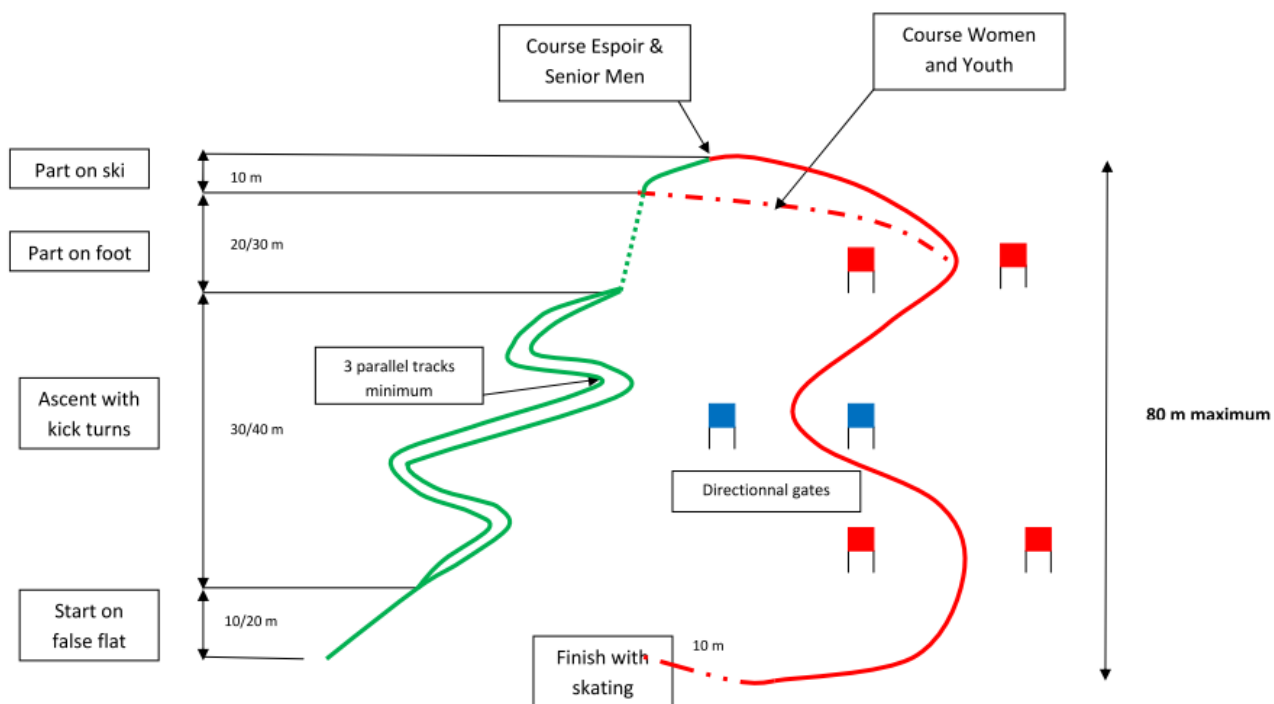 Course Espoir &
Senior Men
Course Women
and Youth
Part on ski
10 m
20/30 m
Part on foot
3 parallel tracks
minimum
Ascent with
kick turns
30/40 m
80 m maximum
Directionnal gates
Start on
false flat
10/20 m
Finish with
skating
10 m